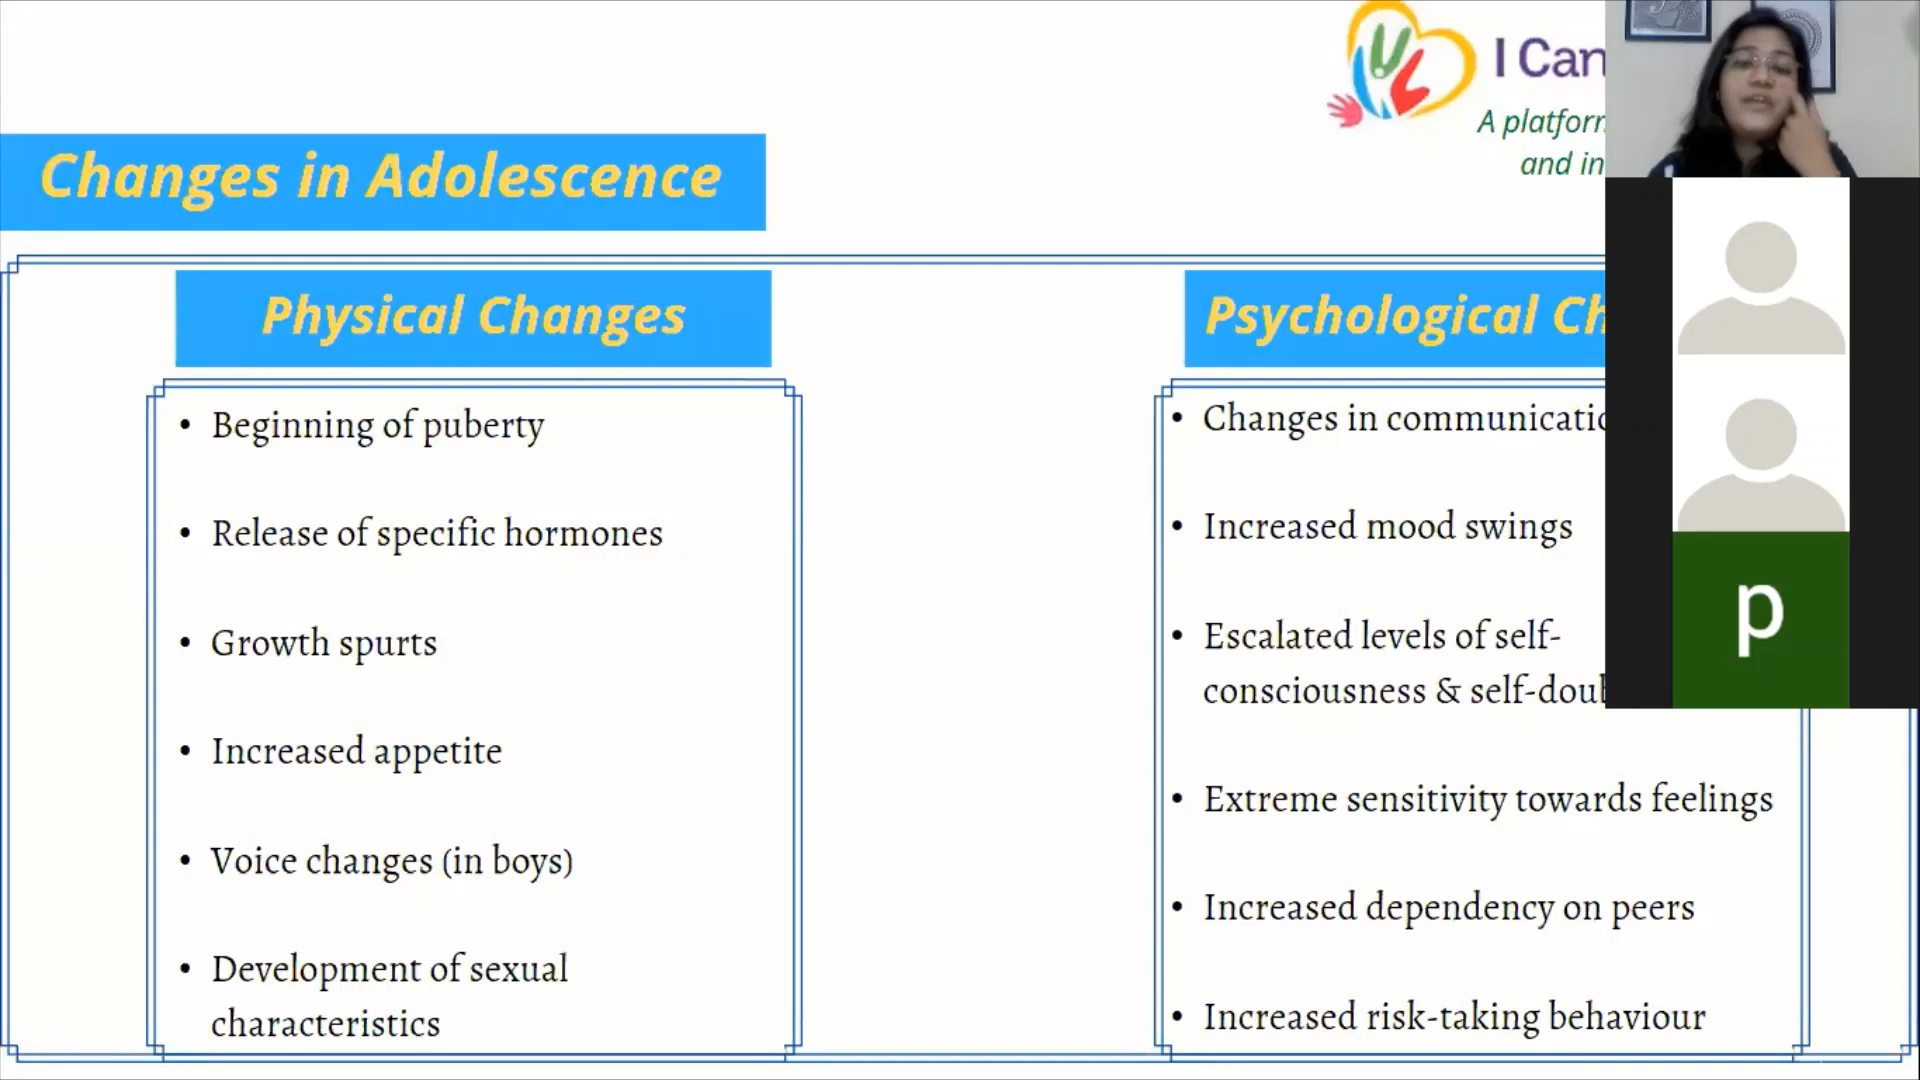 I Can
A platform
and in
Changes in Adolescence
Physical Changes
• Beginning of puberty
• Release of specific hormones
• Growth spurts
• Increased appetite
• Voice changes (in boys)
• Development of sexual
characteristics
Psychological Ch
• Changes in communicatio
• Increased mood swings
• Escalated levels of self-
consciousness & self-doub
• Extreme sensitivity towards feelings
• Increased dependency on peers
• Increased risk-taking behaviour
p